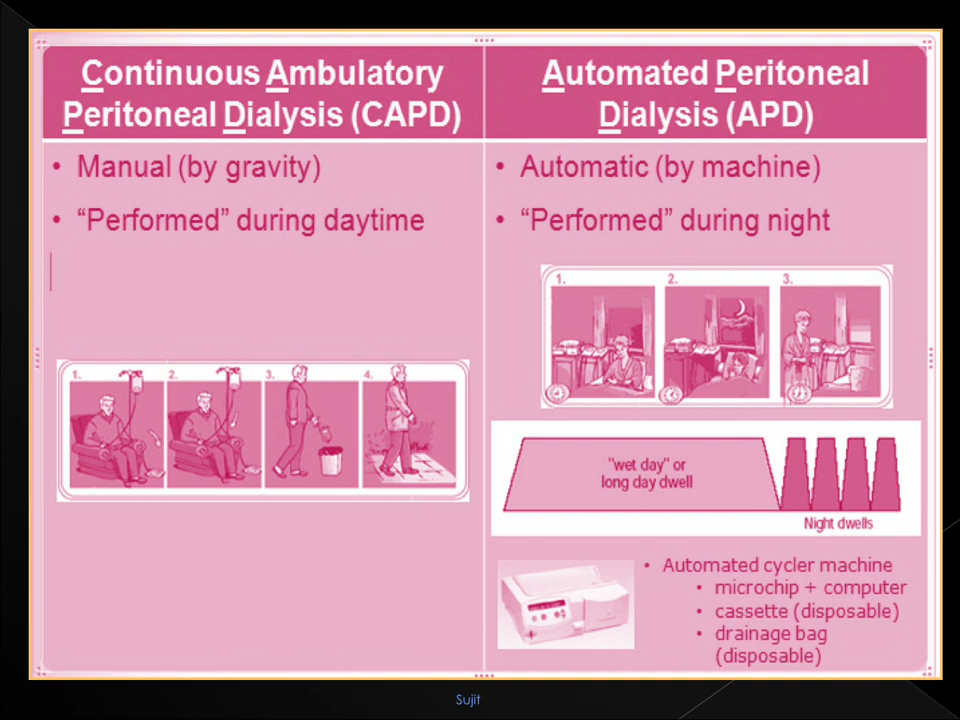 Continuous Ambulatory
Peritoneal Dialysis (CAPD)
• Manual (by gravity)
• “Performed” during daytime
1. 2. 3. 4.
Automated Peritoneal
Dialysis (APD)
• Automatic (by machine)
• “Performed” during night
1. 2. 3.
"wet day" or
long day dwell
Night dwells
• Automated cycler machine
• microchip + computer
• cassette (disposable)
• drainage bag
(disposable)
Sujit